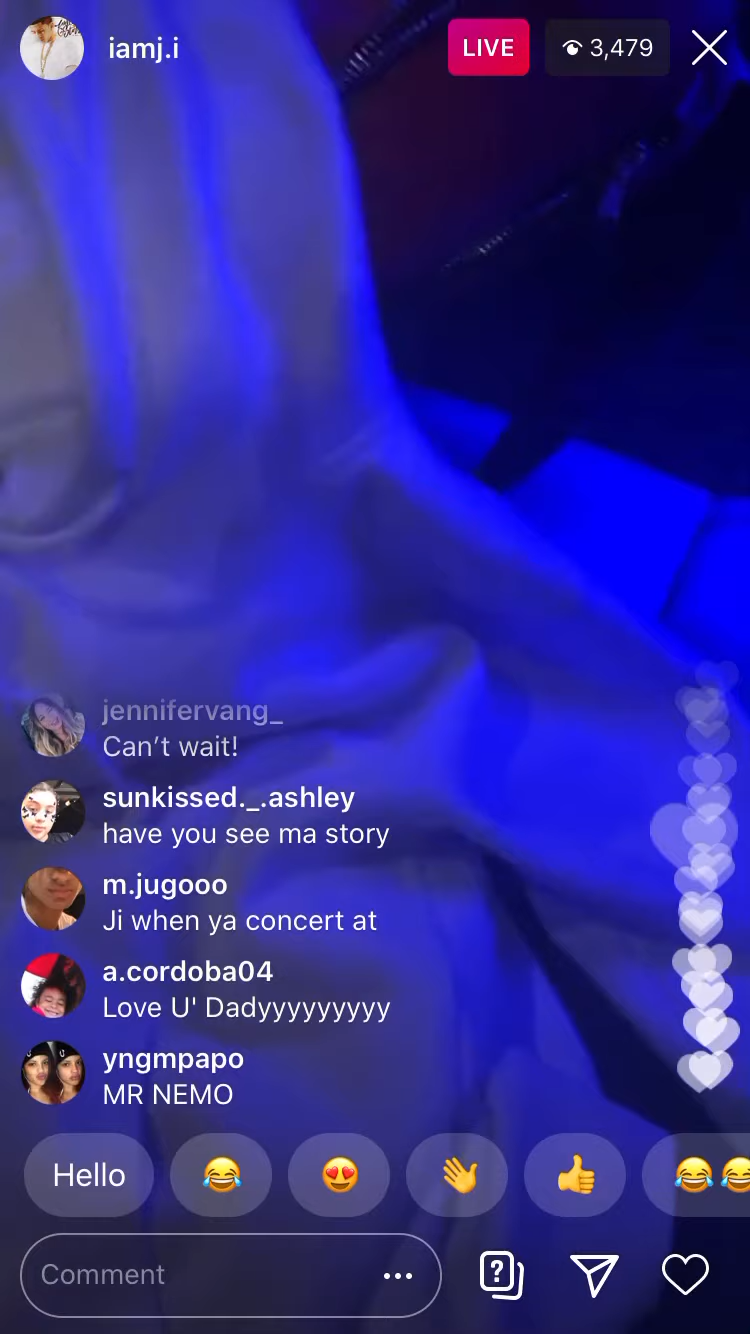 iamj.i
LIVE
3,479
jennifervang_
Can’t wait!
sunkissed._.ashley
have you see ma story
m.jugooo
Ji when ya concert at
a.cordoba04
Love U' Dadyyyyyyyyy
yngmpapo
MR NEMO
Hello
Comment